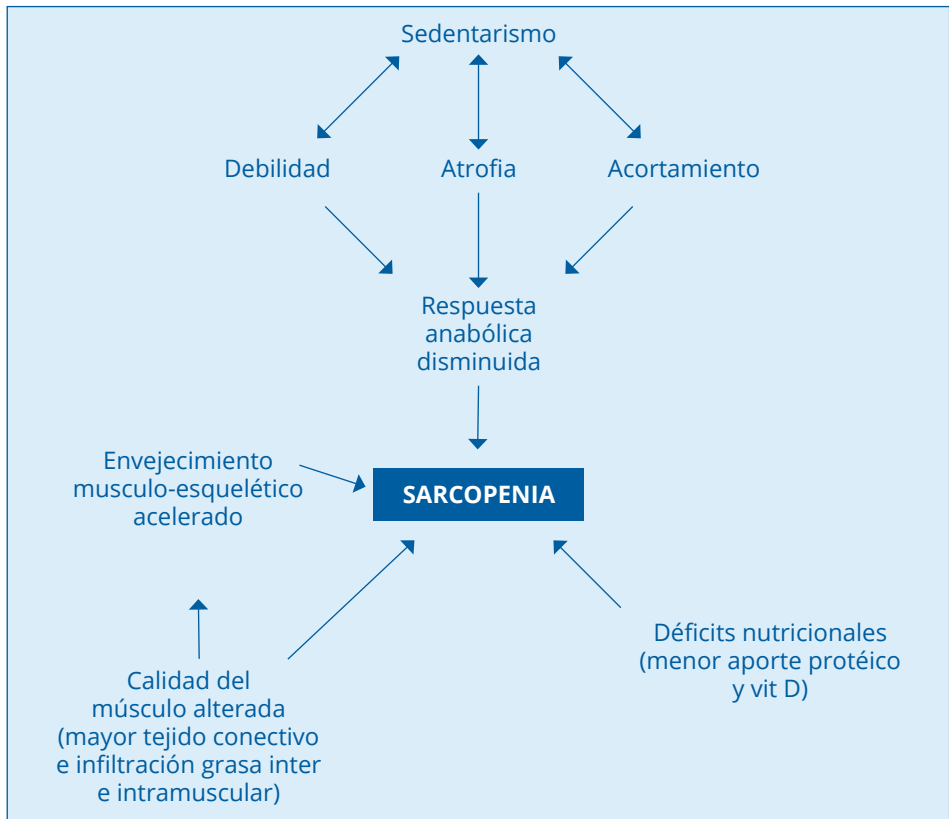 Sedentarismo
Debilidad
Atrofia
Acortamiento
Respuesta
anabólica
disminuida
Envejecimiento
musculo-esquelético
acelerado
SARCOPENIA
Déficits nutricionales
(menor aporte protéico
y vit D)
Calidad del
músculo alterada
(mayor tejido conectivo
e infiltración grasa inter
e intramuscular)